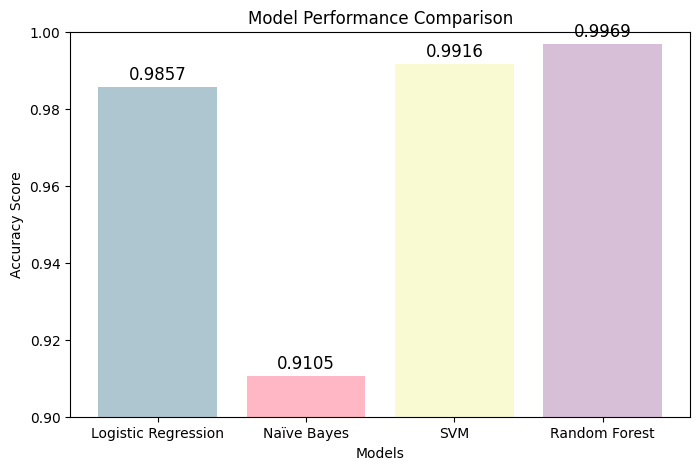 Model Performance Comparison
1.00
0.98
0.96
0.94
0.92
0.90
Accuracy Score
0.9857
0.9105
0.9916
0.9969
Logistic Regression
Naïve Bayes
SVM
Random Forest
Models